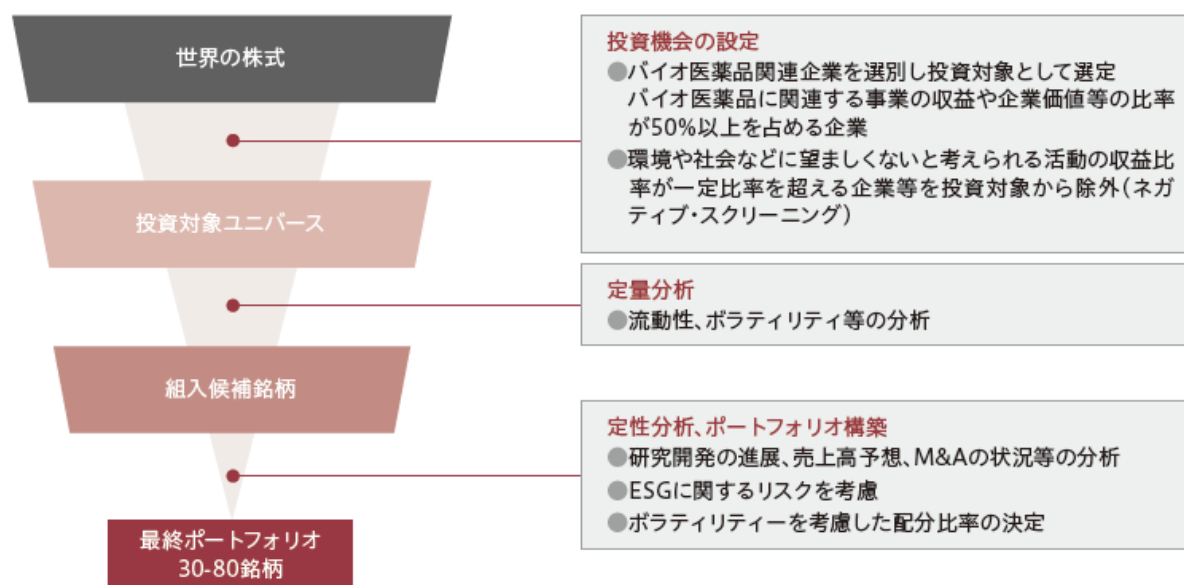 世界の株式
投資機会の設定
●バイオ医薬品関連企業を選別し投資対象として選定
バイオ医薬品に関連する事業の収益や企業価値等の比率
が50%以上を占める企業
●環境や社会などに望ましくないと考えられる活動の収益比
率が一定比率を超える企業等を投資対象から除外(ネガ
ティブ・スクリーニング)
投資対象ユニバース
定量分析
●流動性、ボラティリティ等の分析
組入候補銘柄
定性分析、ポートフォリオ構築
●研究開発の進展、売上高予想、M&Aの状況等の分析
●ESGに関するリスクを考慮
●ボラティリティーを考慮した配分比率の決定
最終ポートフォリオ
30-80銘柄